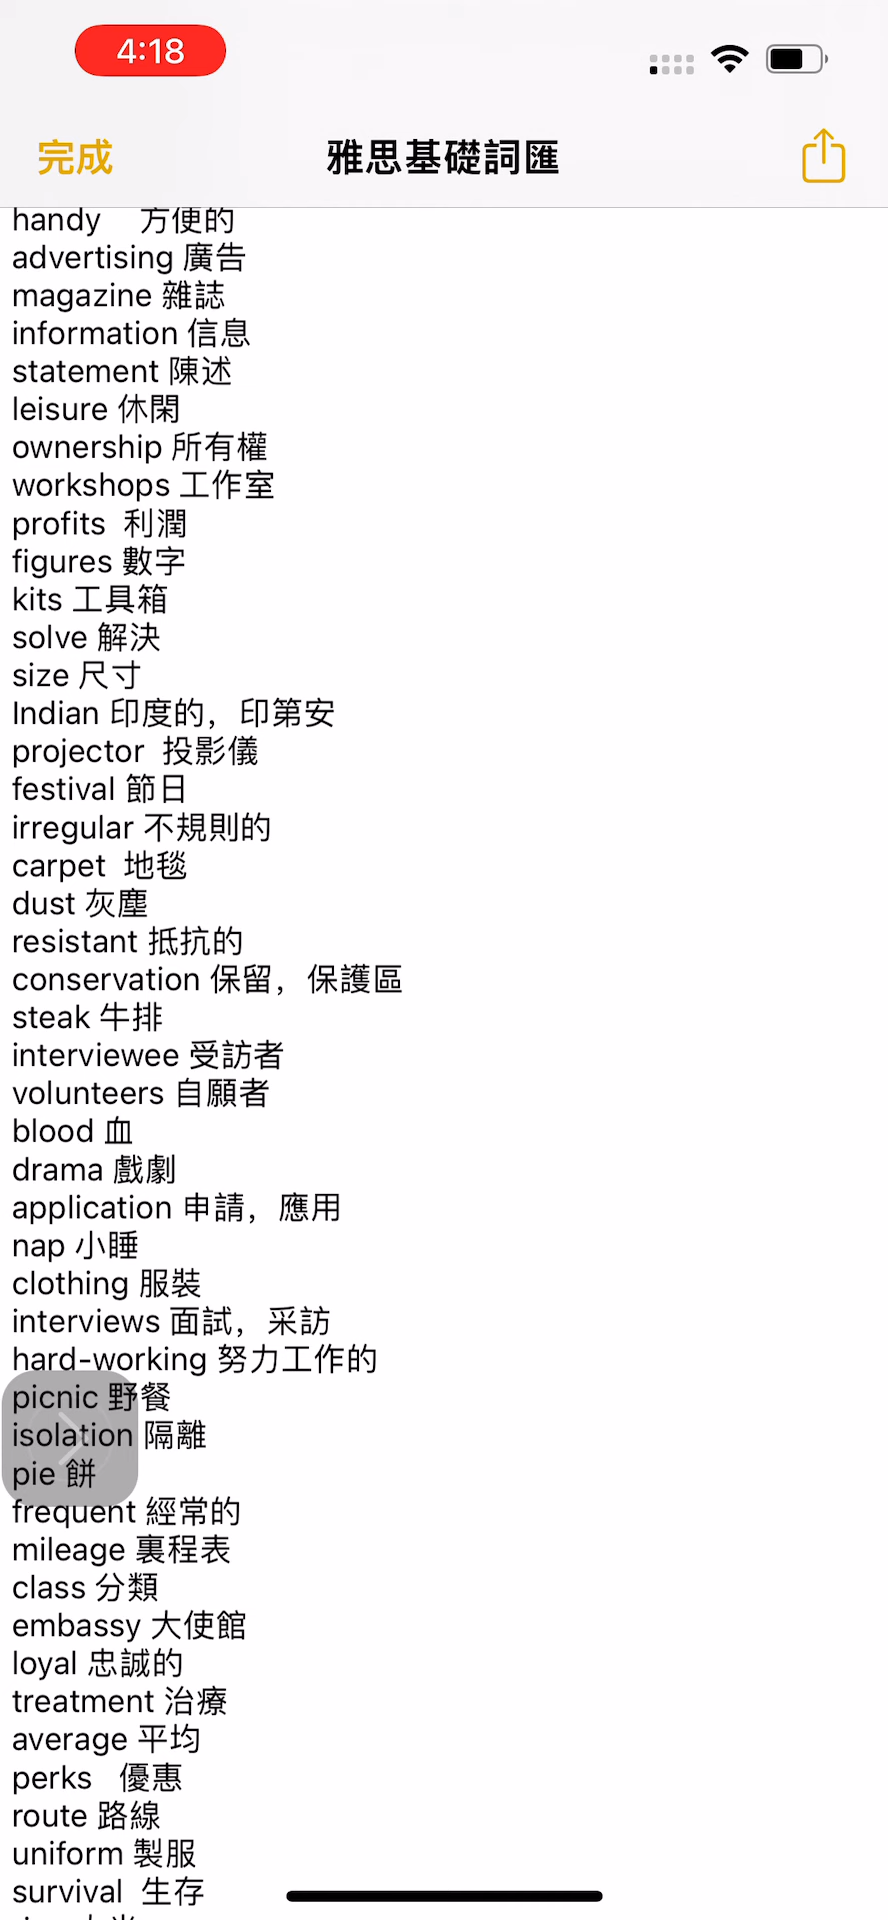 4:18
完成
雅思基礎詞匯
handy 方便的
advertising 廣告
magazine 雜誌
information 信息
statement 陳述
leisure 休閑
ownership 所有權
workshops 工作室
profits 利潤
figures 數字
kits 工具箱
solve 解決
size 尺寸
Indian 印度的，印第安
projector 投影儀
festival 節日
irregular 不規則的
carpet 地毯
dust 灰塵
resistant 抵抗的
conservation 保留，保護區
steak 牛排
interviewee 受訪者
volunteers 自願者
blood 血
drama 戲劇
application 申請，應用
nap 小睡
clothing 服裝
interviews 面試，采訪
hard-working 努力工作的
picnic 野餐
isolation 隔離
pie 餅
frequent 經常的
mileage 裏程表
class 分類
embassy 大使館
loyal 忠誠的
treatment 治療
average 平均
perks 優惠
route 路線
uniform 製服
survival 生存